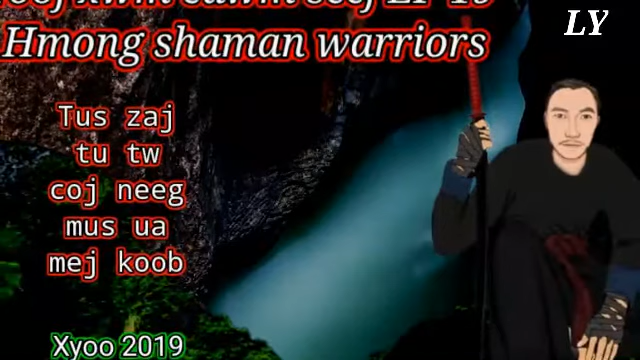 LY
Hmong shaman warriors
Tus zaj
tu tw
coj neeg
mus ua
mej koob
Xyoo 2019